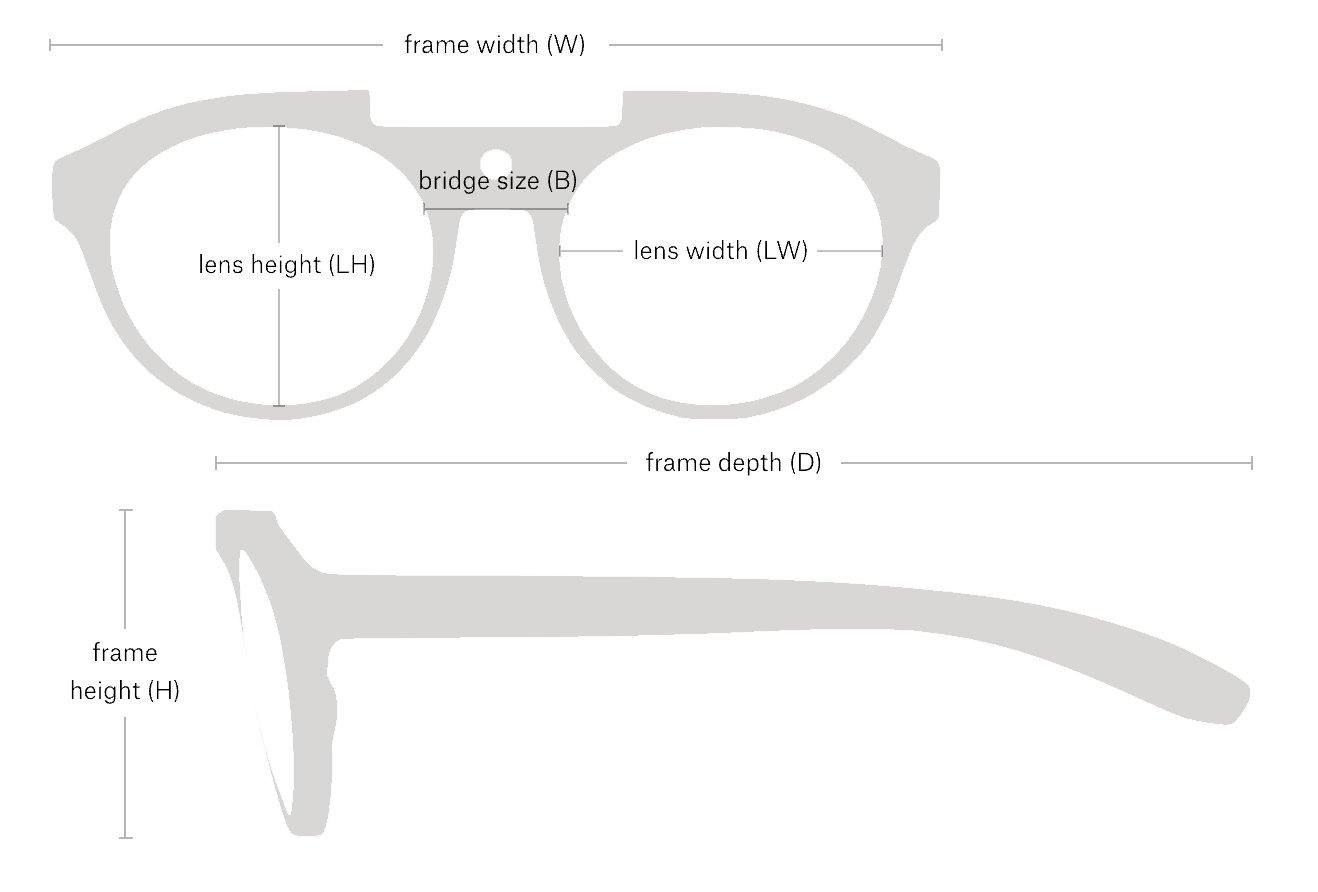 frame width (W)
bridge size (B)
lens height (LH)
lens width (LW)
frame depth (D)
frame
height (H)